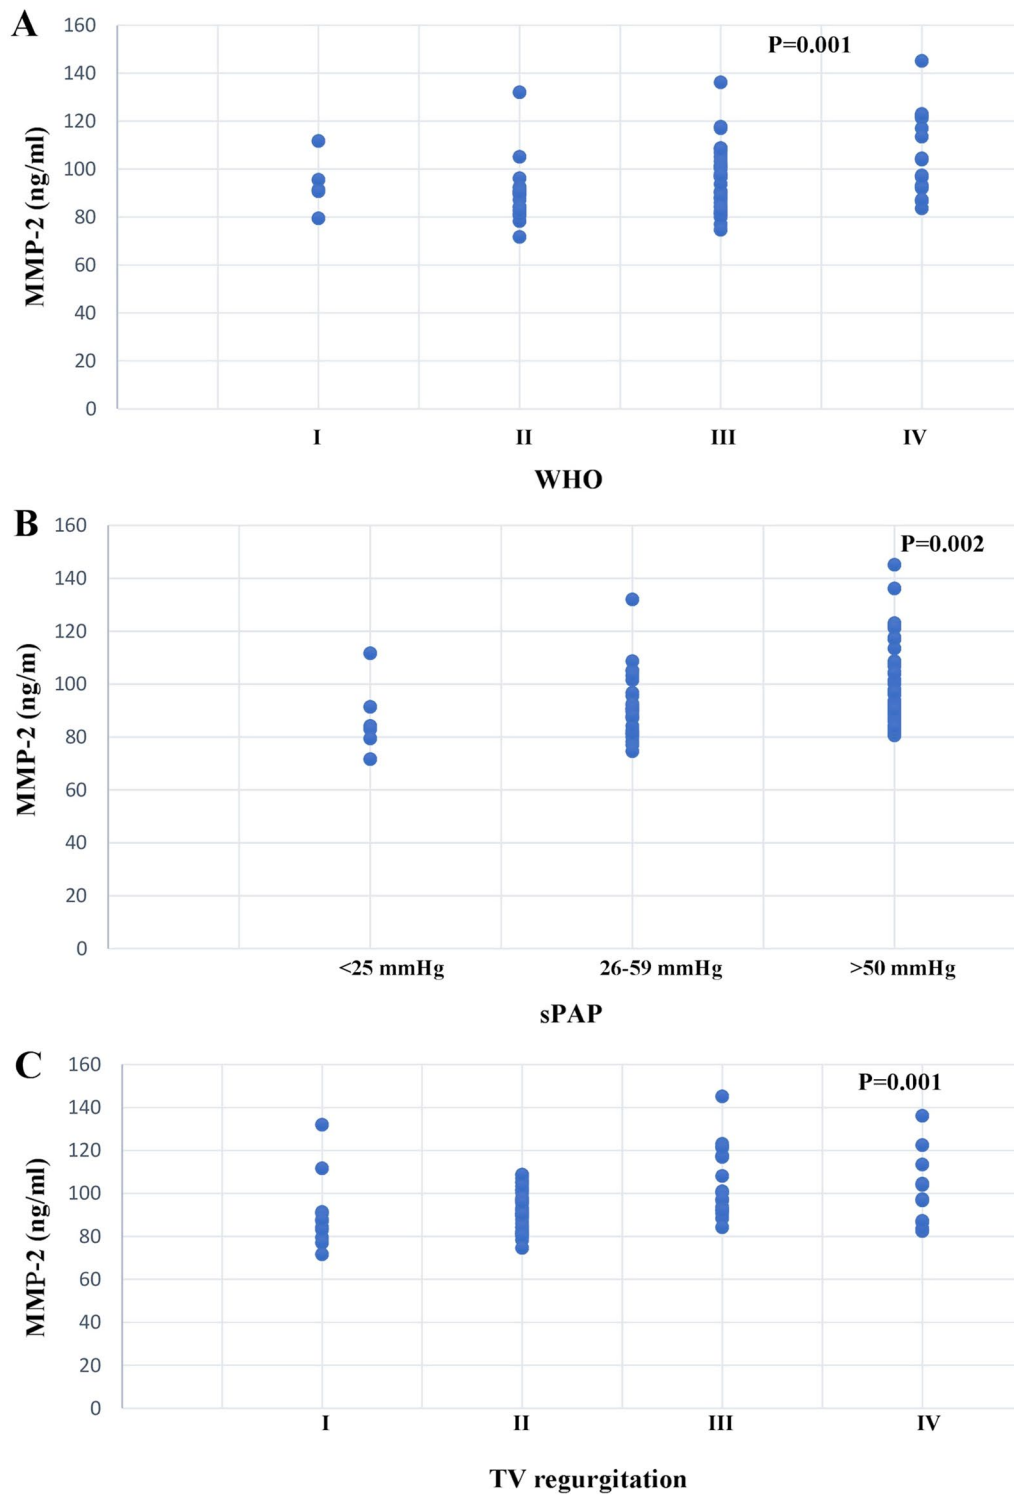 A
160
140
120
100
80
60
40
20
0
MMP-2 (ng/ml)
P=0.001
I II III IV
WHO
B
160
140
120
100
80
60
40
20
0
MMP-2 (ng/m)
P=0.002
<25 mmHg 26-59 mmHg >50 mmHg
sPAP
C
160
140
120
100
80
60
40
20
0
MMP-2 (ng/ml)
P=0.001
I II III IV
TV regurgitation